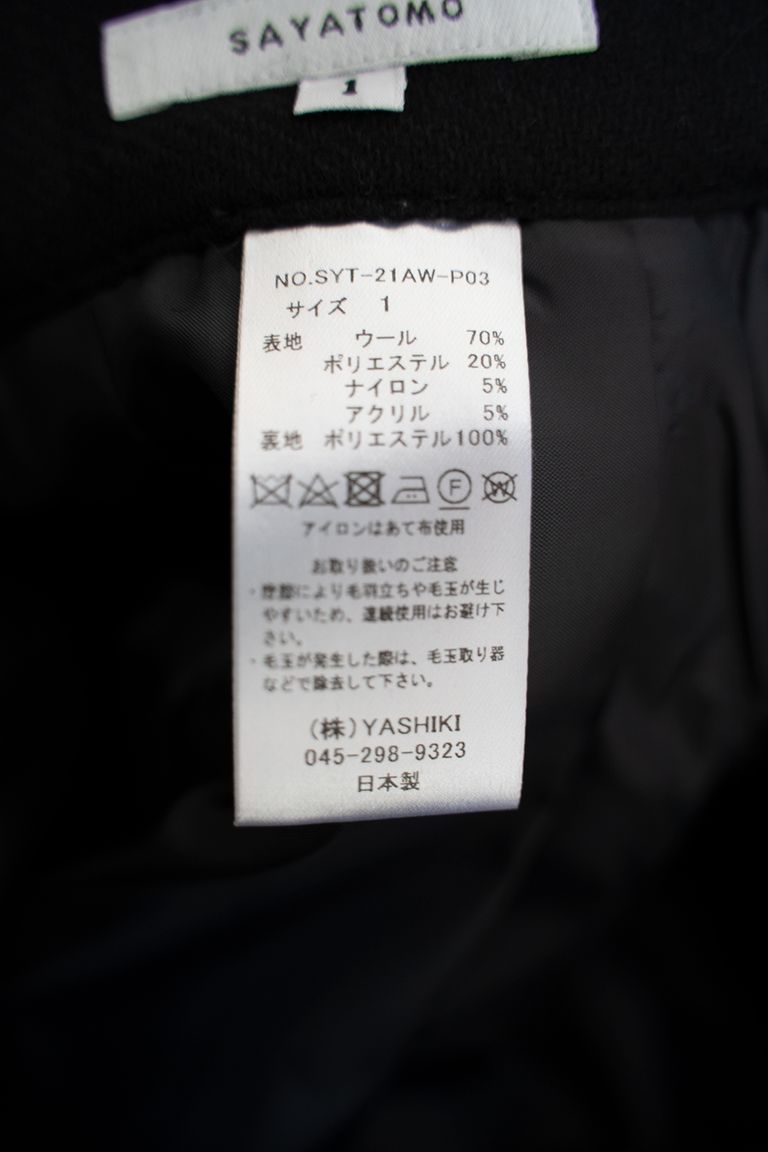 SAYATOMO
1
NO.SYT-21AW-P03
サイズ 1
表地 ウール 70%
ポリエステル 20%
ナイロン 5%
アクリル 5%
裏地 ポリエステル100%
F W
アイロンはあて布使用
お取り扱いのご注意
・摩擦により毛羽立ちや毛玉が生じ
やすいため、連続使用はお避け下
さい。
・毛玉が発生した際は、毛玉取り器
などで除去して下さい。
(株)YASHIKI
045-298-9323
日本製